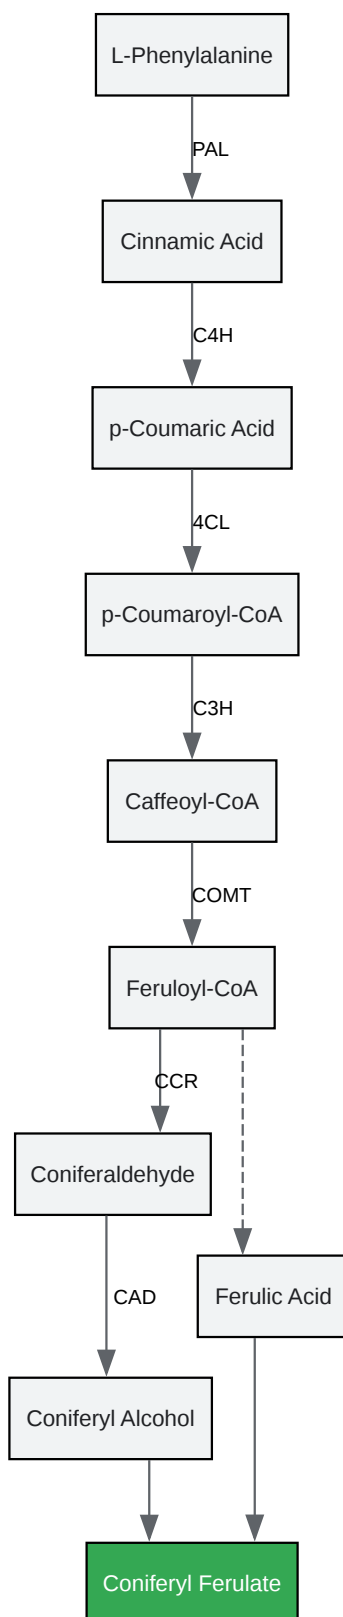 L-Phenylalanine
PAL
Cinnamic Acid
C4H
p-Coumaric Acid
4CL
p-Coumaroyl-CoA
C3H
Caffeoyl-CoA
COMT
Feruloyl-CoA
CCR
Coniferaldehyde
CAD
Ferulic Acid
Coniferyl Alcohol
Coniferyl Ferulate